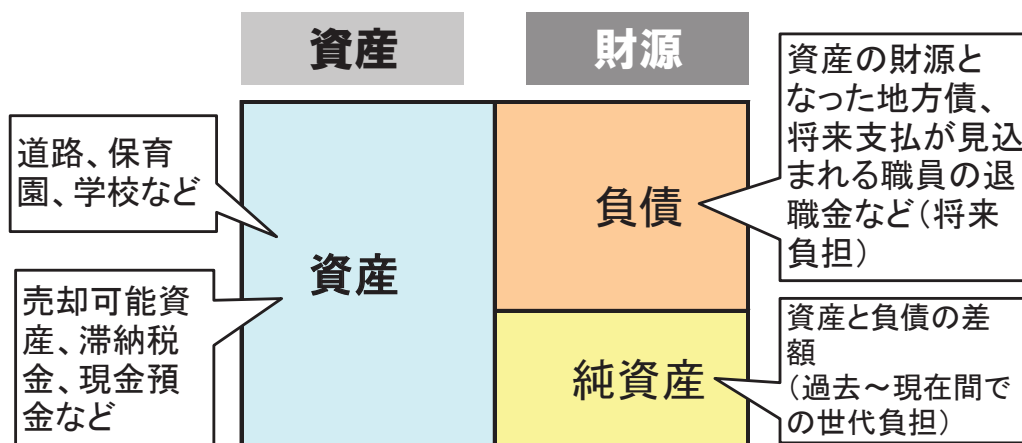 資産
財源
道路、保育
園、学校など
売却可能資
産、滞納税
金、現金預
金など
資産
負債
純資産
資産の財源と
なった地方債、
将来支払が見込
まれる職員の退
職金など（将来
負担）
資産と負債の差
額
（過去～現在間で
の世代負担）